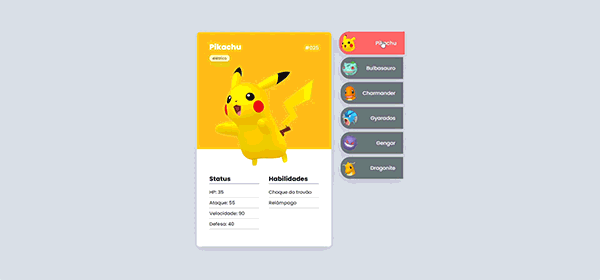 Pikachu
#025
elétrico
Status
HP: 35
Ataque: 55
Velocidade: 90
Defesa: 40
Habilidades
Choque do trovão
Relâmpago
Pikachu
Bulbasauro
Charmander
Gyarados
Gengar
Dragonite